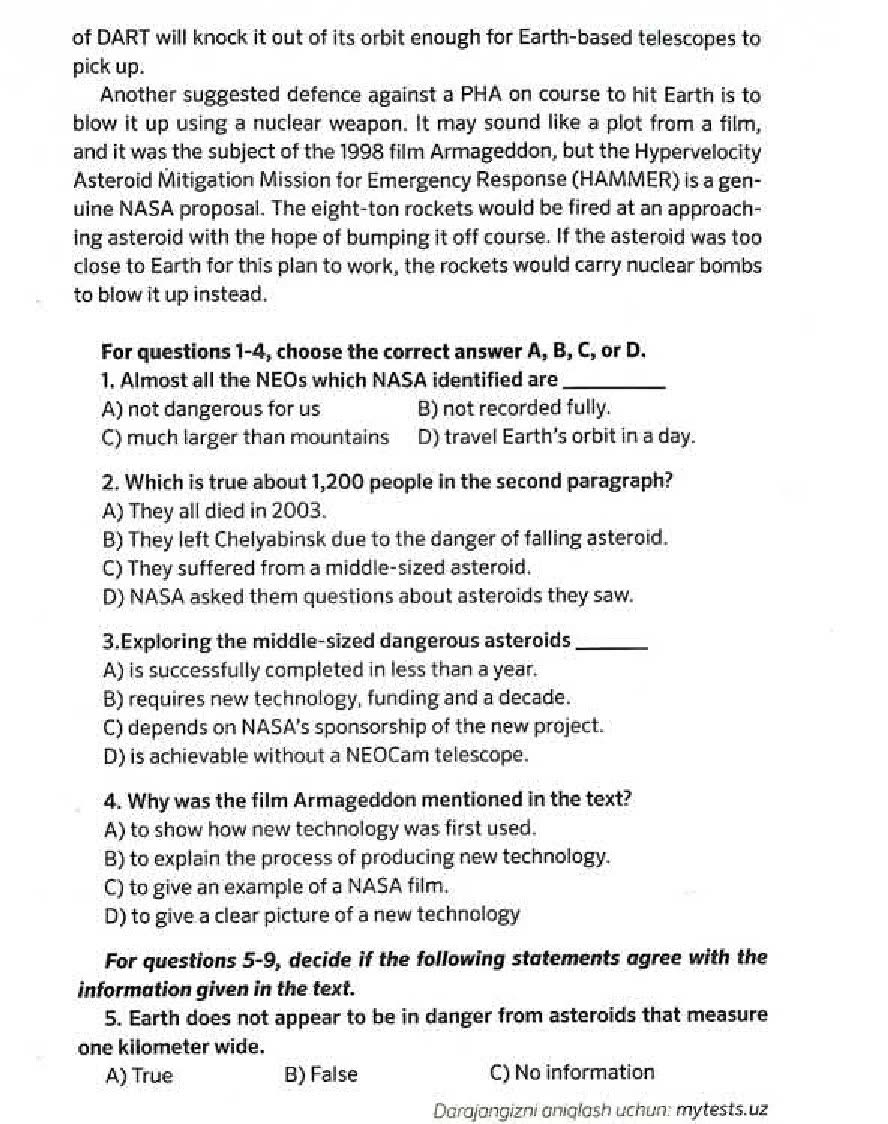 of DART will knock it out of its orbit enough for Earth-based telescopes to
pick up.
Another suggested defence against a PHA on course to hit Earth is to
blow it up using a nuclear weapon. It may sound like a plot from a film,
and it was the subject of the 1998 film Armageddon, but the Hypervelocity
Asteroid Mitigation Mission for Emergency Response (HAMMER) is a gen-
uine NASA proposal. The eight-ton rockets would be fired at an approach-
ing asteroid with the hope of bumping it off course. If the asteroid was too
close to Earth for this plan to work, the rockets would carry nuclear bombs
to blow it up instead.
For questions 1-4, choose the correct answer A, B, C, or D.
1. Almost all the NEOs which NASA identified are __________
A) not dangerous for us B) not recorded fully.
C) much larger than mountains D) travel Earth's orbit in a day.
2. Which is true about 1,200 people in the second paragraph?
A) They all died in 2003.
B) They left Chelyabinsk due to the danger of falling asteroid.
C) They suffered from a middle-sized asteroid.
D) NASA asked them questions about asteroids they saw.
3.Exploring the middle-sized dangerous asteroids _______
A) is successfully completed in less than a year.
B) requires new technology, funding and a decade.
C) depends on NASA's sponsorship of the new project.
D) is achievable without a NEOCam telescope.
4. Why was the film Armageddon mentioned in the text?
A) to show how new technology was first used.
B) to explain the process of producing new technology.
C) to give an example of a NASA film.
D) to give a clear picture of a new technology
For questions 5-9, decide if the following statements agree with the
information given in the text.
5. Earth does not appear to be in danger from asteroids that measure
one kilometer wide.
A) True B) False C) No information
Darajangizni aniqlash uchun: mytests.uz